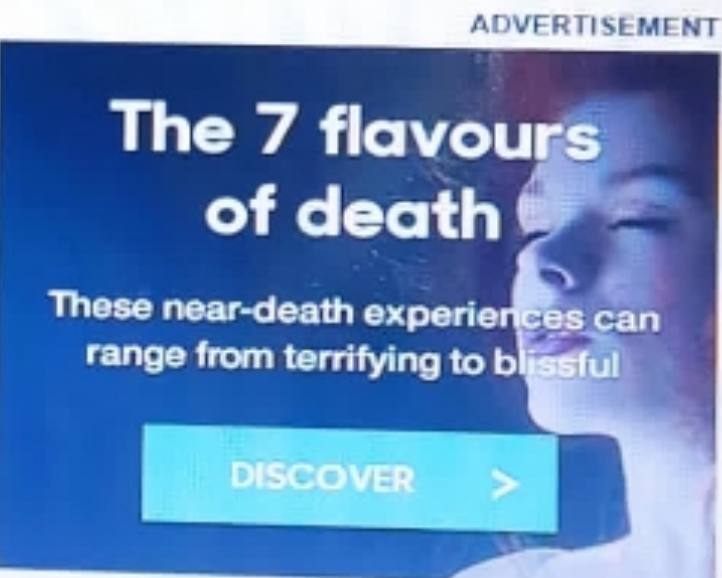 ADVERTISEMENT
The 7 flavours
of death
These near-death experiences can
range from terrifying to blissful
DISCOVER >